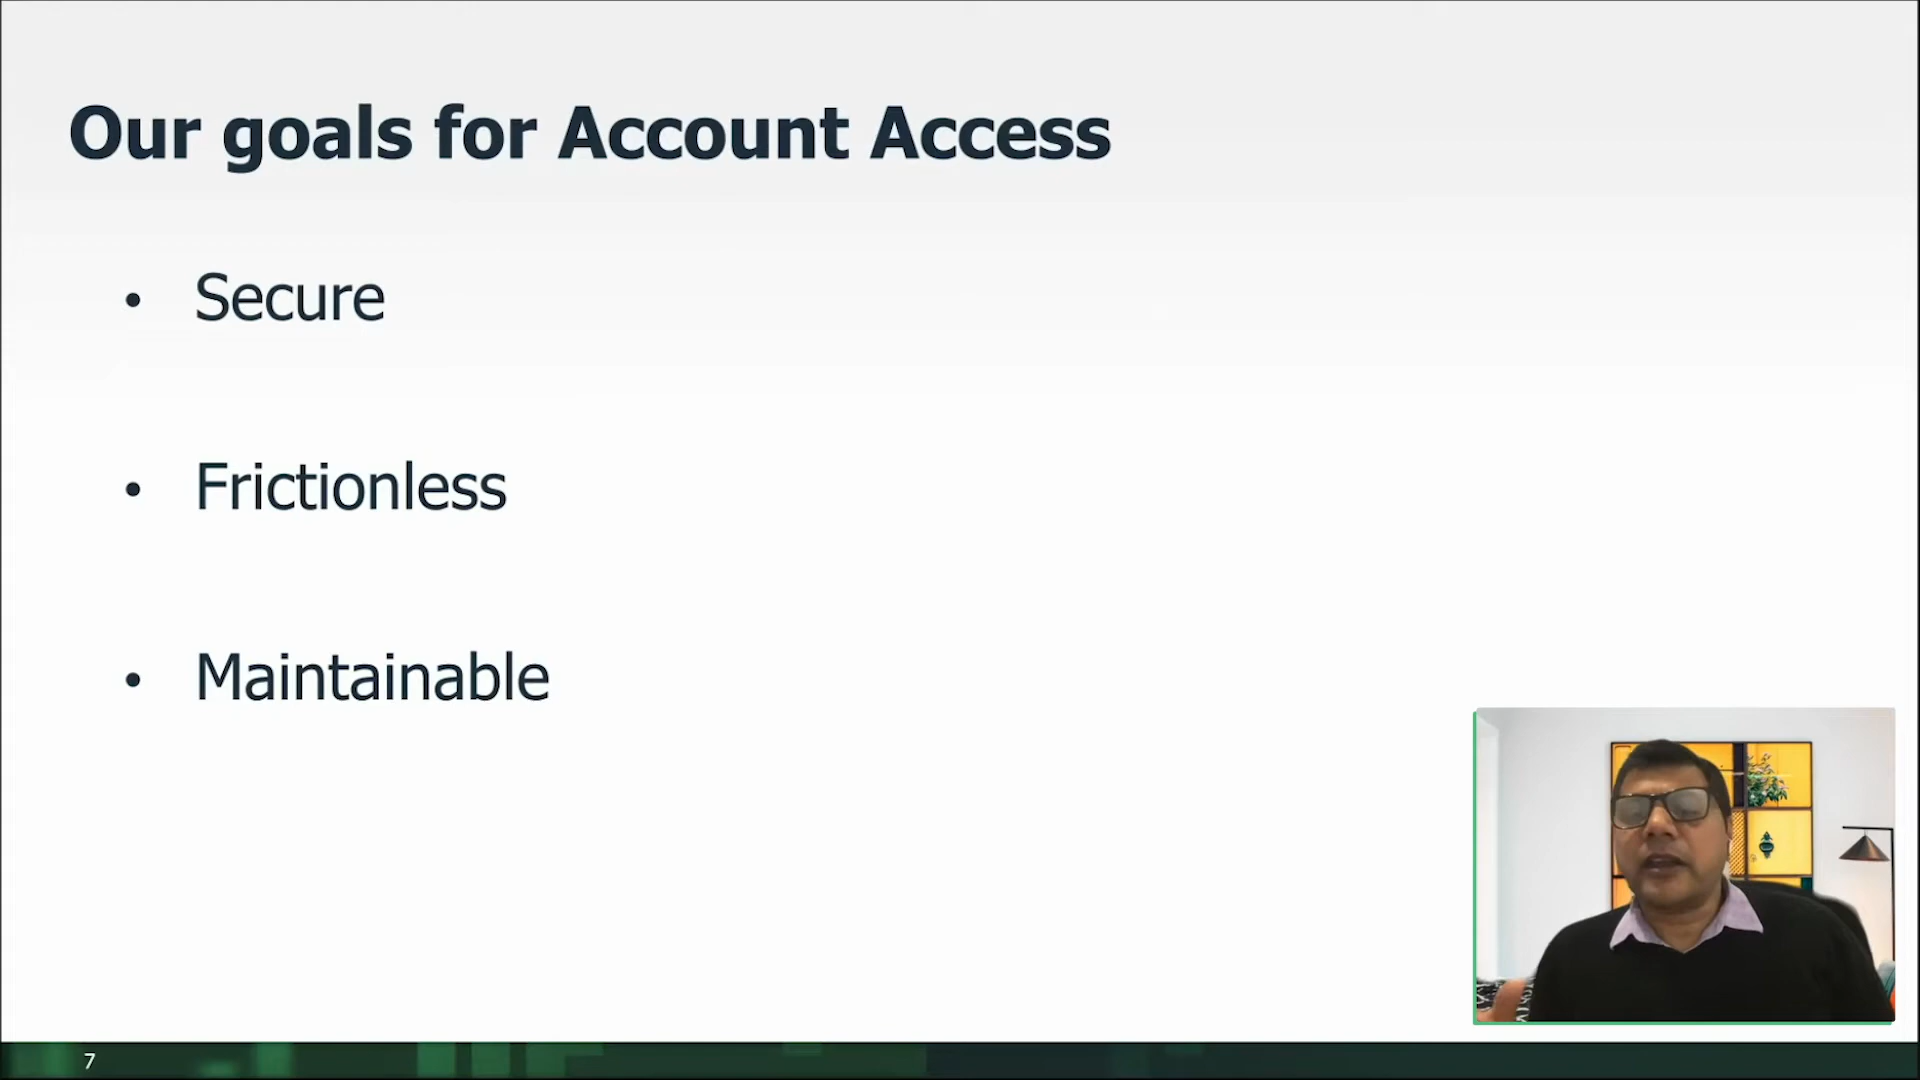 Our goals for Account Access
• Secure
• Frictionless
• Maintainable
7